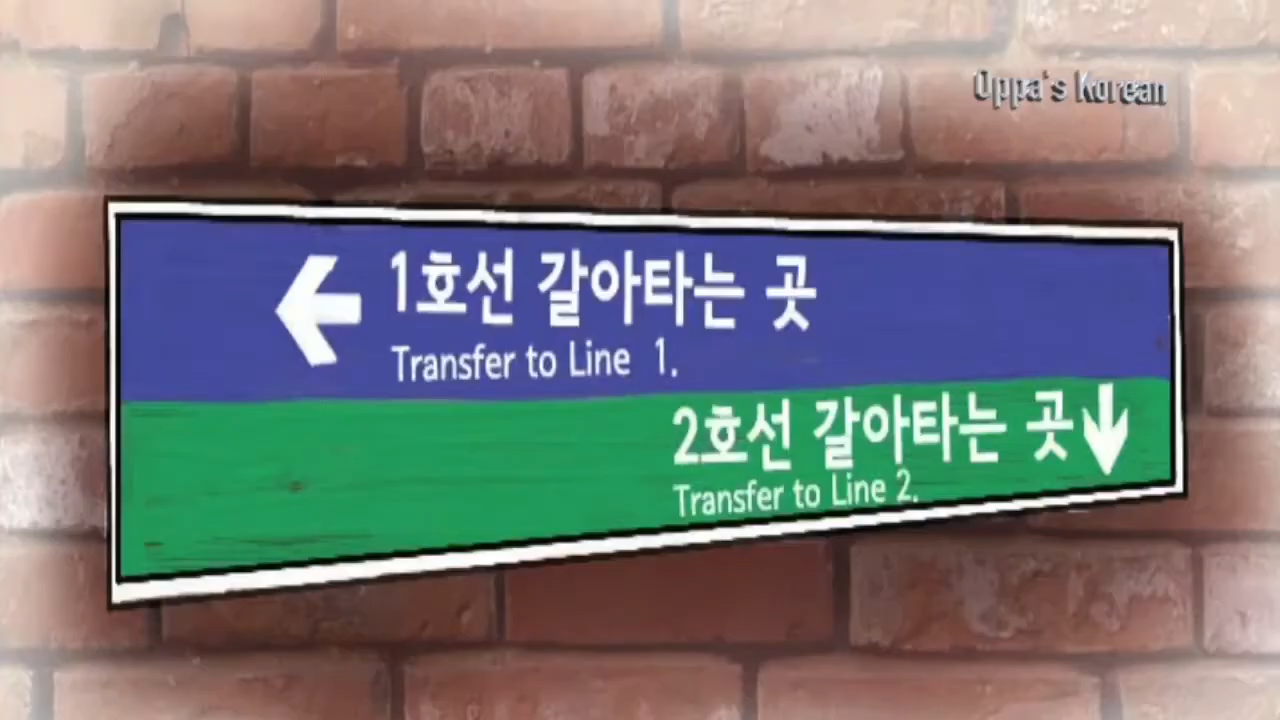 Oppa's Korean
1호선 갈아타는 곳
Transfer to Line 1.
2호선 갈아타는 곳
Transfer to Line 2.